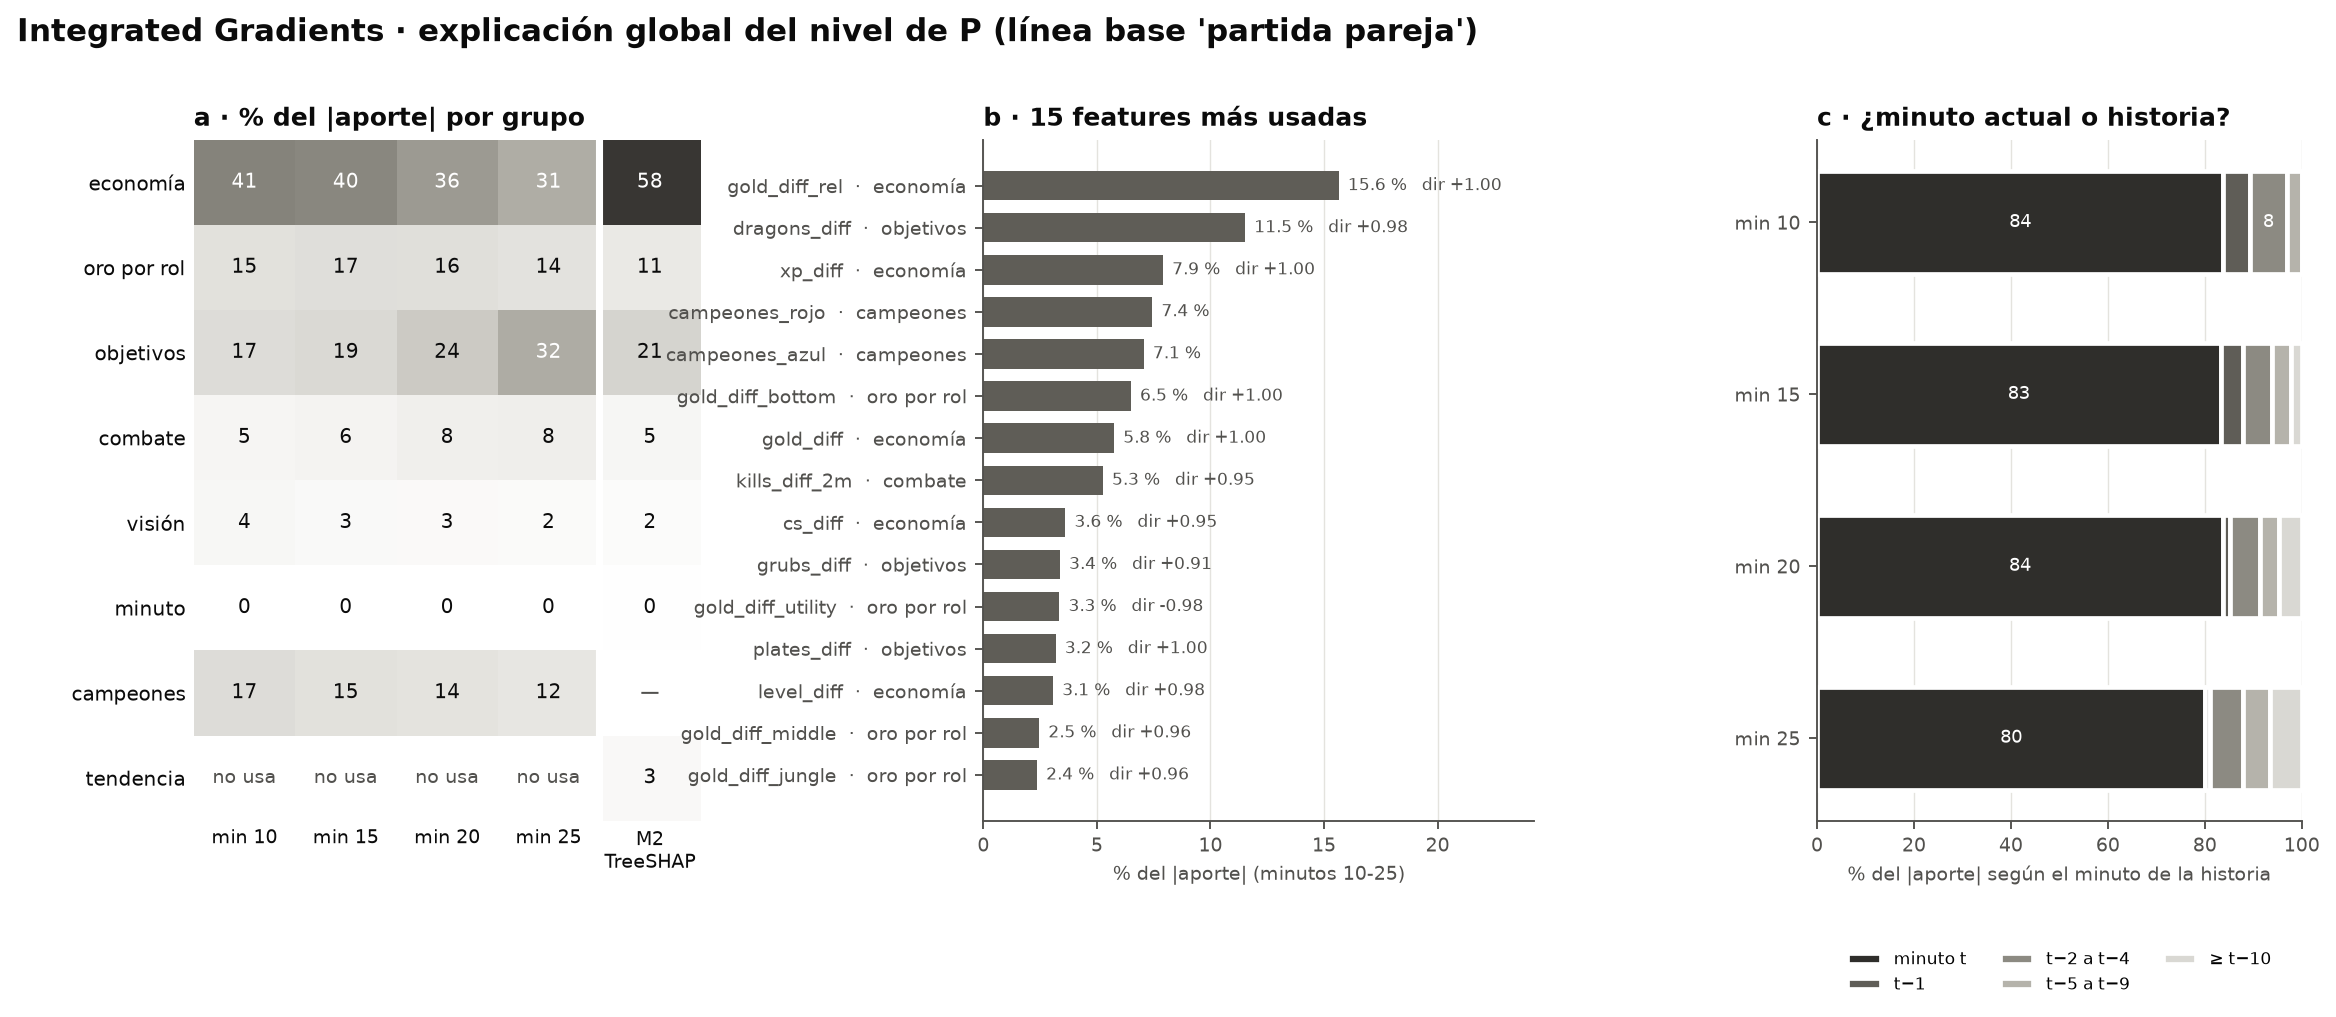 Integrated Gradients · explicación global del nivel de P (línea base 'partida pareja')
a · % del |aporte| por grupo
economía 41 40 36 31 58
oro por rol 15 17 16 14 11
objetivos 17 19 24 32 21
combate 5 6 8 8 5
visión 4 3 3 2 2
minuto 0 0 0 0 0
campeones 17 15 14 12 —
tendencia no usa no usa no usa no usa 3
min 10 min 15 min 20 min 25 M2
TreeSHAP
b · 15 features más usadas
gold_diff_rel · economía 15.6 % dir +1.00
dragons_diff · objetivos 11.5 % dir +0.98
xp_diff · economía 7.9 % dir +1.00
campeones_rojo · campeones 7.4 %
campeones_azul · campeones 7.1 %
gold_diff_bottom · oro por rol 6.5 % dir +1.00
gold_diff · economía 5.8 % dir +1.00
kills_diff_2m · combate 5.3 % dir +0.95
cs_diff · economía 3.6 % dir +0.95
grubs_diff · objetivos 3.4 % dir +0.91
gold_diff_utility · oro por rol 3.3 % dir -0.98
plates_diff · objetivos 3.2 % dir +1.00
level_diff · economía 3.1 % dir +0.98
gold_diff_middle · oro por rol 2.5 % dir +0.96
gold_diff_jungle · oro por rol 2.4 % dir +0.96
0 5 10 15 20
% del |aporte| (minutos 10-25)
c · ¿minuto actual o historia?
min 10 84 8
min 15 83
min 20 84
min 25 80
0 20 40 60 80 100
% del |aporte| según el minuto de la historia
minuto t t−2 a t−4 ≥ t−10
t−1 t−5 a t−9